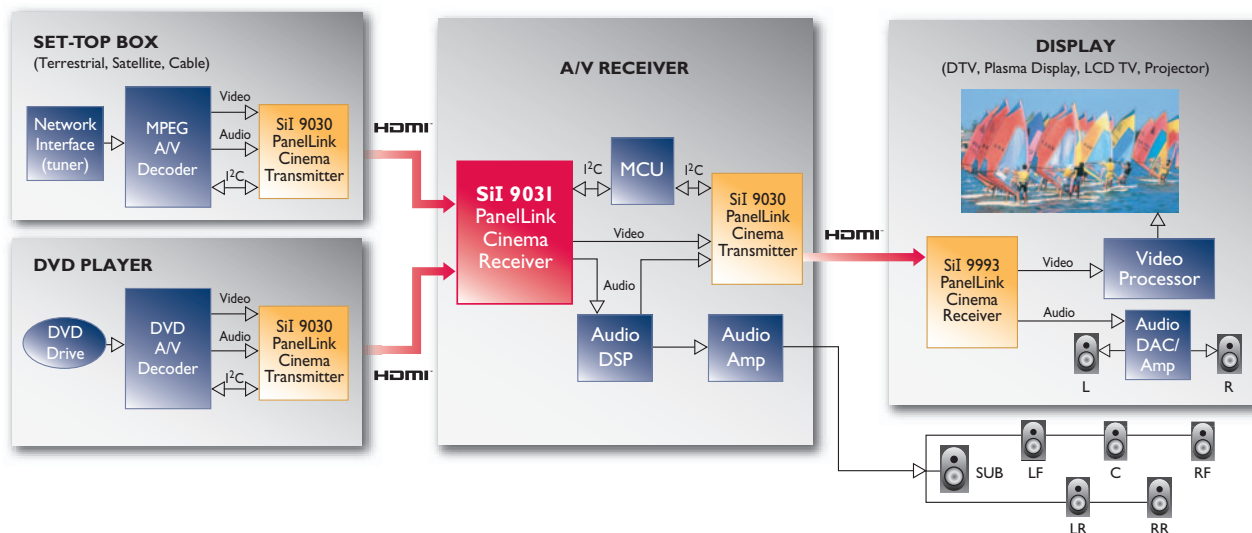 SET-TOP BOX
(Terrestrial, Satellite, Cable)
Network
Interface
(tuner)
MPEG
A/V
Decoder
Video
Audio
I²C
SiI 9030
PanelLink
Cinema
Transmitter
HDMI
DVD PLAYER
DVD
Drive
DVD
A/V
Decoder
Video
Audio
I²C
SiI 9030
PanelLink
Cinema
Transmitter
HDMI
A/V RECEIVER
SiI 9031
PanelLink
Cinema
Receiver
I²C
MCU
I²C
Video
Audio
SiI 9030
PanelLink
Cinema
Transmitter
Audio
DSP
Audio
Amp
HDMI
DISPLAY
(DTV, Plasma Display, LCD TV, Projector)
SiI 9993
PanelLink
Cinema
Receiver
Video
Video
Processor
Audio
Audio
DAC/
Amp
L
R
SUB
LF
C
RF
LR
RR